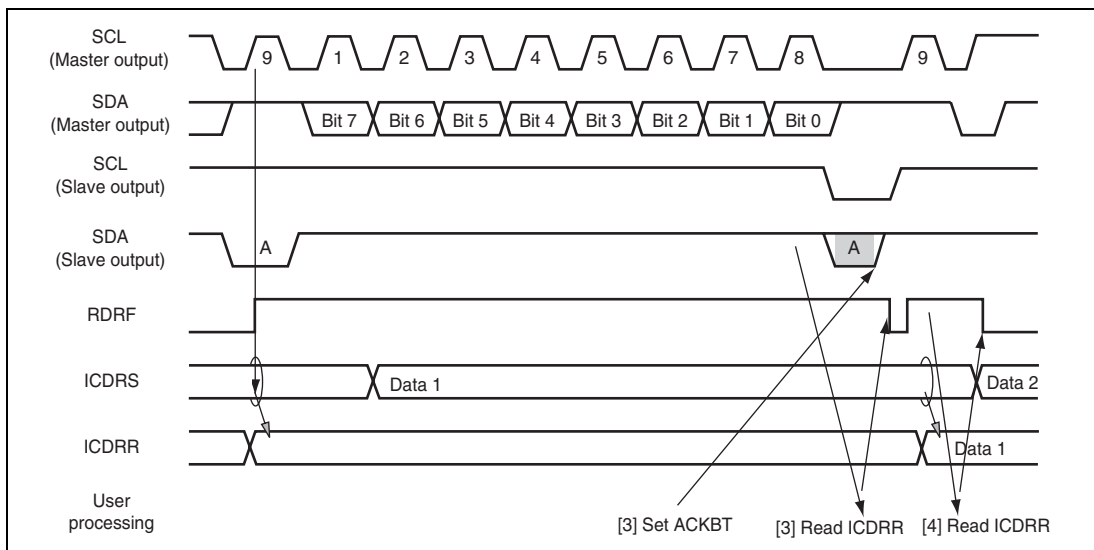 SCL
(Master output)
9 1 2 3 4 5 6 7 8 9
SDA
(Master output)
Bit 7 Bit 6 Bit 5 Bit 4 Bit 3 Bit 2 Bit 1 Bit 0
SCL
(Slave output)
SDA
(Slave output)
A A
RDRF
ICDRS
Data 1 Data 2
ICDRR
Data 1
User
processing
[3] Set ACKBT [3] Read ICDRR [4] Read ICDRR